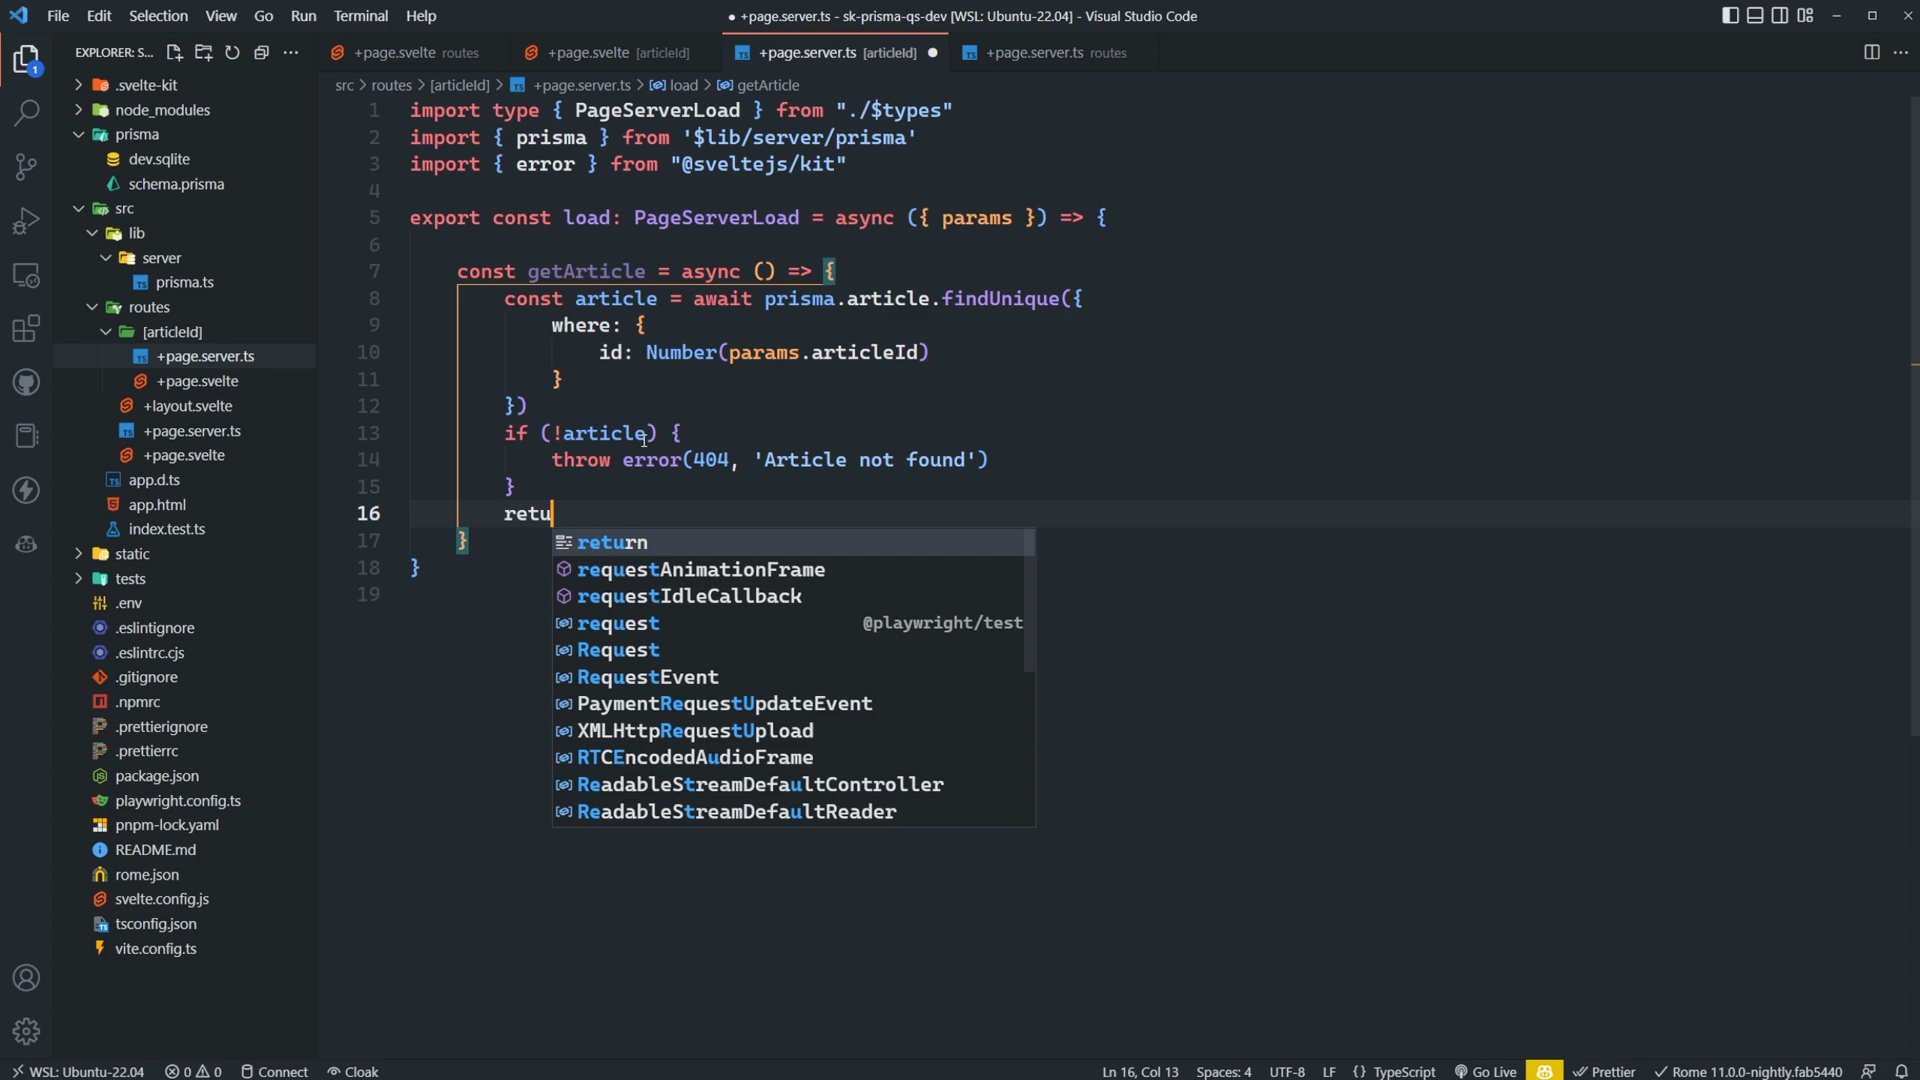 File Edit Selection View Go Run Terminal Help
● +page.server.ts - sk-prisma-qs-dev [WSL: Ubuntu-22.04] - Visual Studio Code
EXPLORER: S...
+page.svelte routes
+page.svelte [articleId]
+page.server.ts [articleId]
+page.server.ts routes
src > routes > [articleId] > +page.server.ts > load > getArticle
1
.svelte-kit
node_modules
prisma
dev.sqlite
schema.prisma
src
lib
server
prisma.ts
routes
[articleId]
+page.server.ts
+page.svelte
+layout.svelte
+page.server.ts
+page.svelte
app.d.ts
app.html
index.test.ts
static
tests
.env
.eslintignore
.eslintrc.cjs
.gitignore
.npmrc
.prettierignore
.prettierrc
package.json
playwright.config.ts
pnpm-lock.yaml
README.md
rome.json
svelte.config.js
tsconfig.json
vite.config.ts
1 import type { PageServerLoad } from "./$types"
2 import { prisma } from '$lib/server/prisma'
3 import { error } from "@sveltejs/kit"
4
5 export const load: PageServerLoad = async ({ params }) => {
6
7 const getArticle = async () => {
8 const article = await prisma.article.findUnique({
9 where: {
10 id: Number(params.articleId)
11 }
12 })
13 if (!article) {
14 throw error(404, 'Article not found')
15 }
16 retu
17 }
18 }
19
return
requestAnimationFrame
requestIdleCallback
request @playwright/test
Request
RequestEvent
PaymentRequestUpdateEvent
XMLHttpRequestUpload
RTCEncodedAudioFrame
ReadableStreamDefaultController
ReadableStreamDefaultReader
WSL: Ubuntu-22.04 0 0 Connect Cloak
Ln 16, Col 13 Spaces: 4 UTF-8 LF {} TypeScript Go Live Prettier Rome 11.0.0-nightly.fab5440